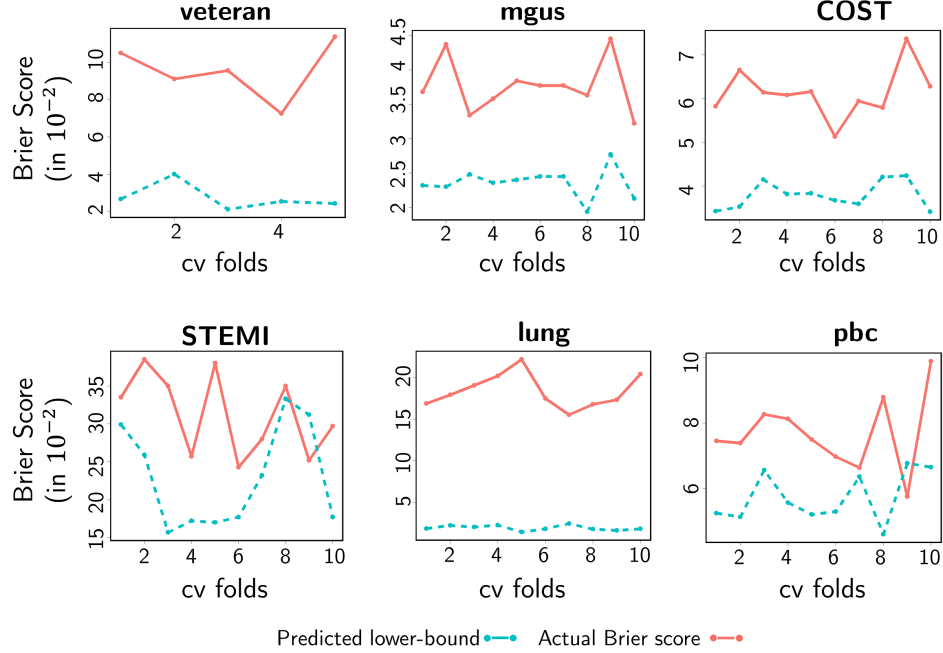 veteran
mgus
COST
Brier Score
(in 10⁻²)
2 4 6 8 10
2 4
cv folds
2 2.5 3 3.5 4 4.5
2 4 6 8 10
cv folds
4 5 6 7
2 4 6 8 10
cv folds
STEMI
lung
pbc
Brier Score
(in 10⁻²)
15 20 25 30 35
2 4 6 8 10
cv folds
5 10 15 20
2 4 6 8 10
cv folds
6 8 10
2 4 6 8 10
cv folds
Predicted lower-bound Actual Brier score